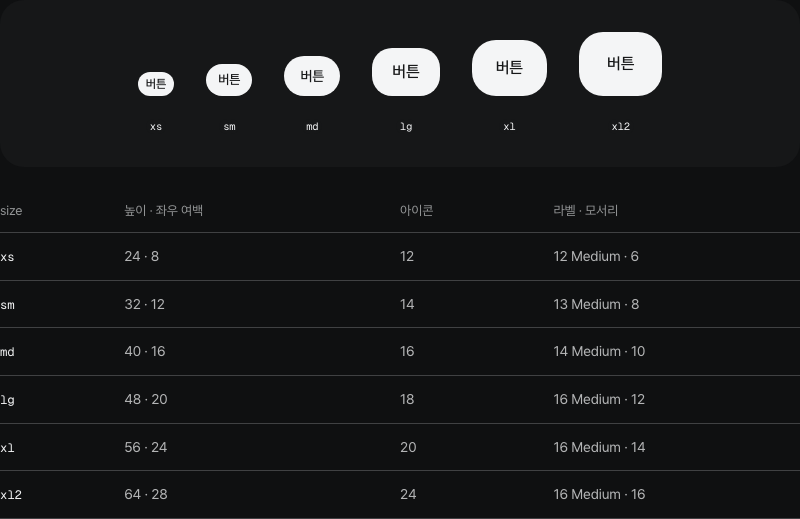 버튼 버튼 버튼 버튼 버튼 버튼
xs sm md lg xl xl2
size 높이 · 좌우 여백 아이콘 라벨 · 모서리
xs 24 · 8 12 12 Medium · 6
sm 32 · 12 14 13 Medium · 8
md 40 · 16 16 14 Medium · 10
lg 48 · 20 18 16 Medium · 12
xl 56 · 24 20 16 Medium · 14
xl2 64 · 28 24 16 Medium · 16